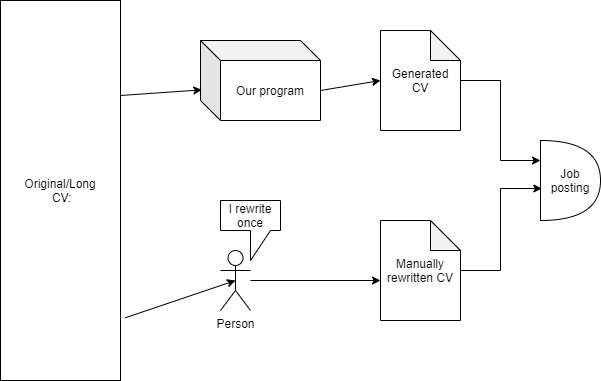 Original/Long
CV:
Our program
Generated
CV
Job
posting
I rewrite
once
Person
Manually
rewritten CV